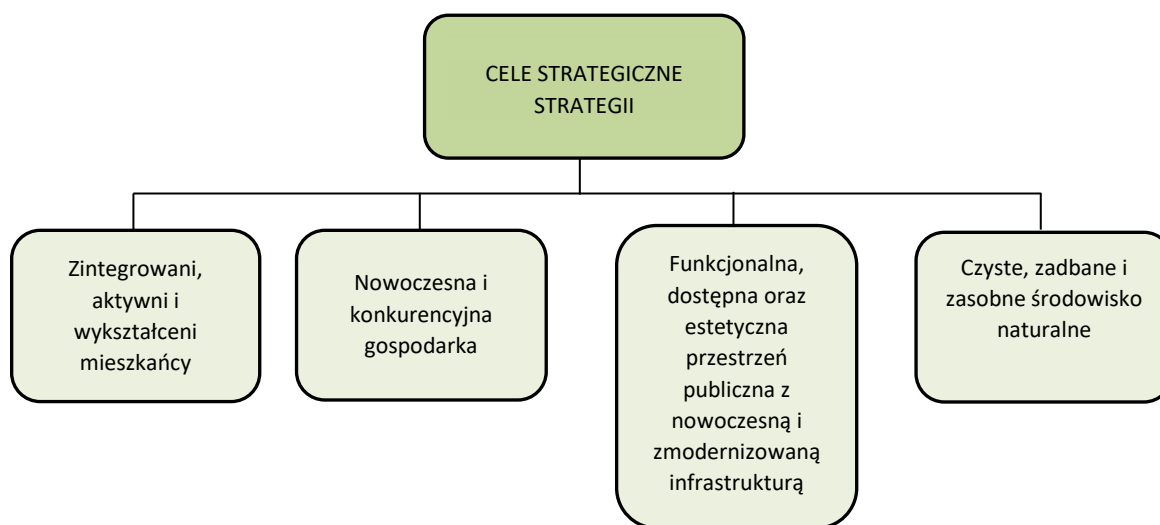 CELE STRATEGICZNE
STRATEGII
Zintegrowani,
aktywni i
wykształceni
mieszkańcy
Nowoczesna i
konkurencyjna
gospodarka
Funkcjonalna,
dostępna oraz
estetyczna
przestrzeń
publiczna z
nowoczesną i
zmodernizowaną
infrastrukturą
Czyste, zadbane i
zasobne środowisko
naturalne